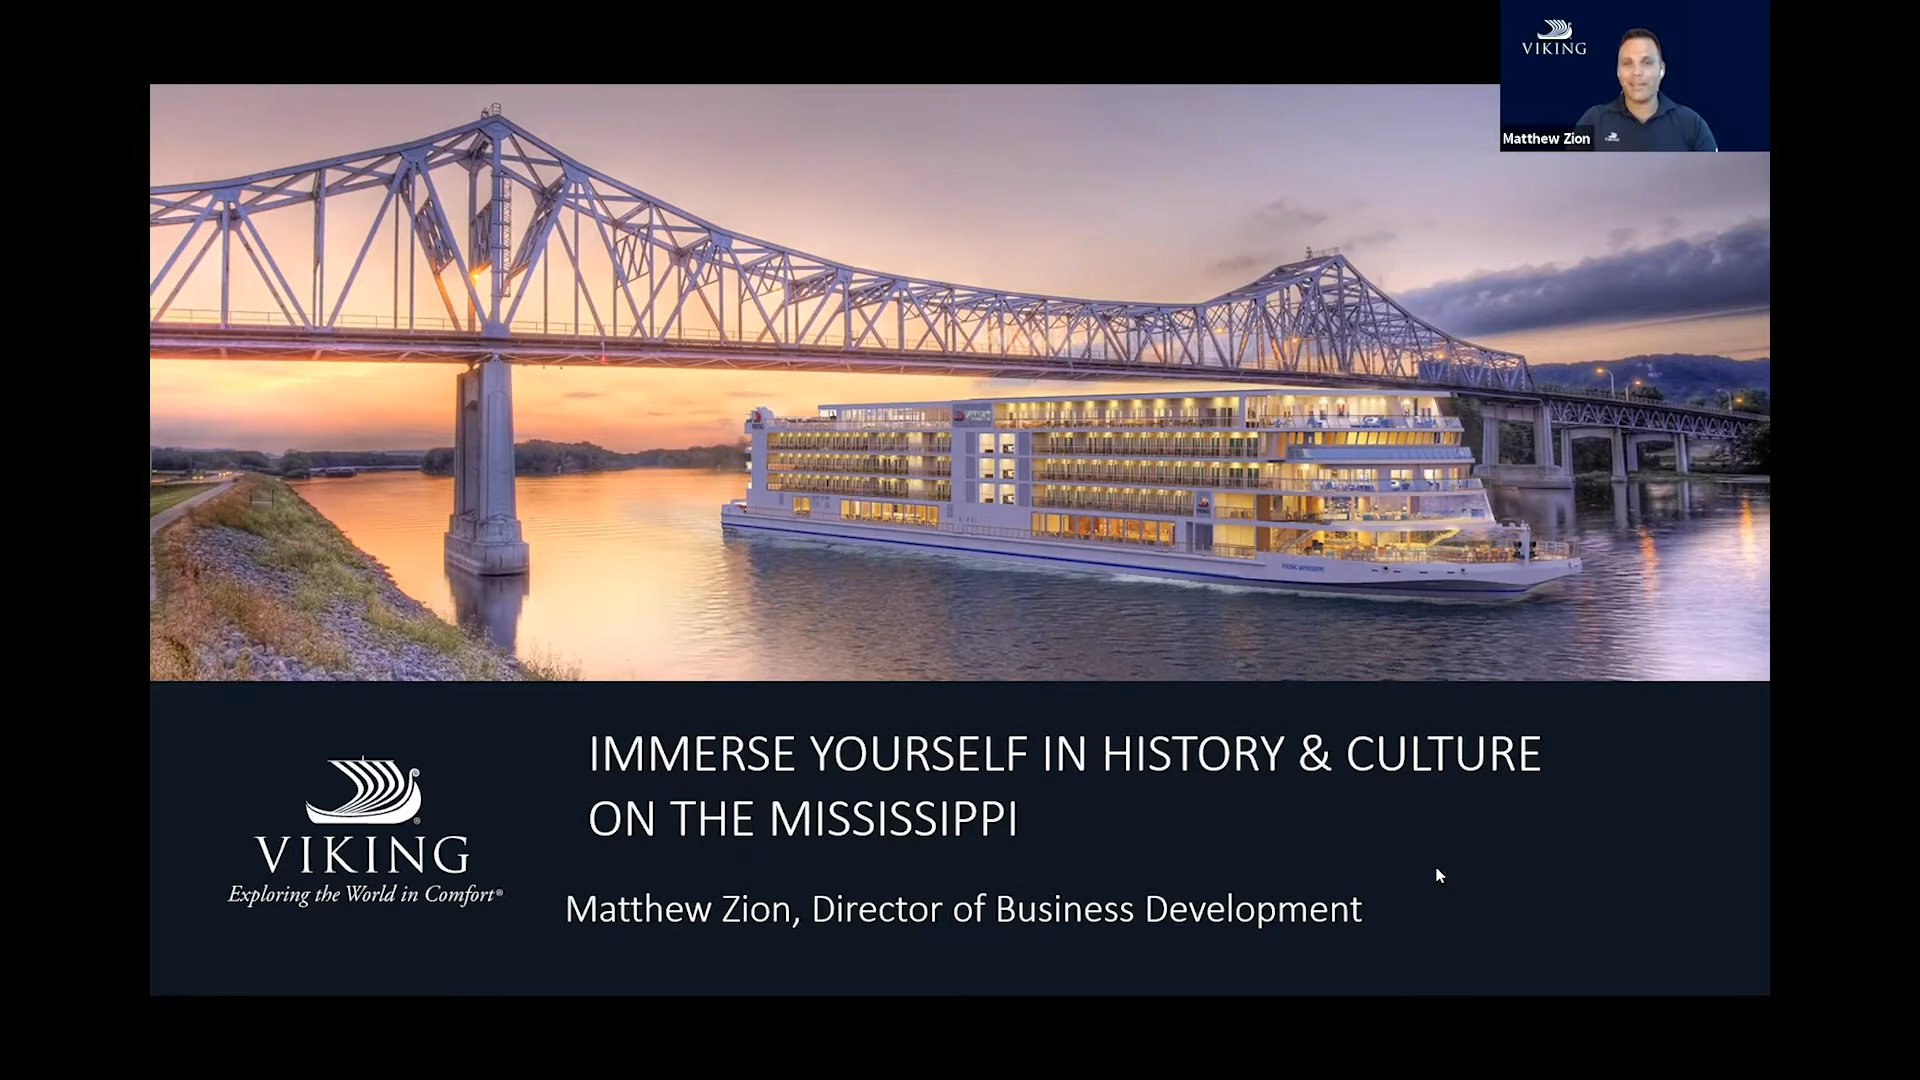 VIKING
Matthew Zion
VIKING
Exploring the World in Comfort®
IMMERSE YOURSELF IN HISTORY & CULTURE
ON THE MISSISSIPPI
Matthew Zion, Director of Business Development